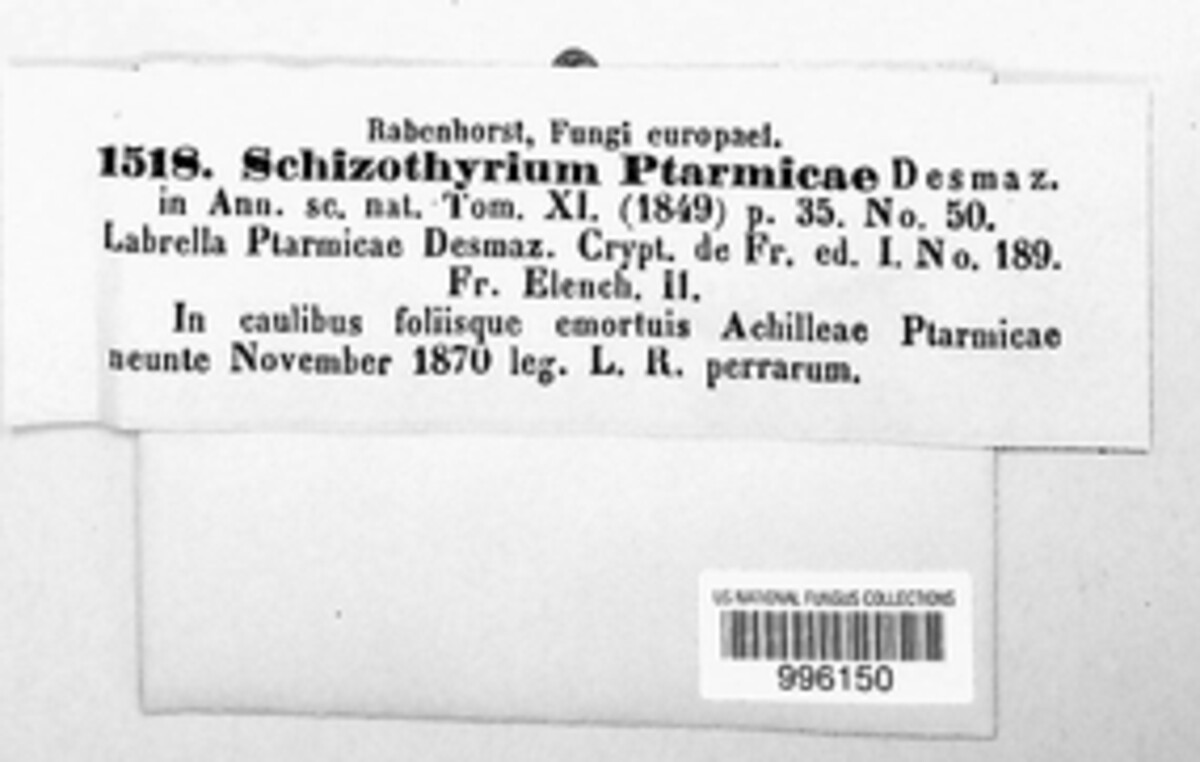 Rabenhorst, Fungi europaei.
1518. Schizothyrium Ptarmicae Desmaz.
in Ann. sc. nat. Tom. XI. (1849) p. 35. No. 50.
Labrella Ptarmicae Desmaz. Crypt. de Fr. ed. I. No. 189.
Fr. Elench. II.
In caulibus foliisque emortuis Achilleae Ptarmicae
neunte November 1870 leg. L. R. perrarum.
US NATIONAL FUNGUS COLLECTIONS
996150